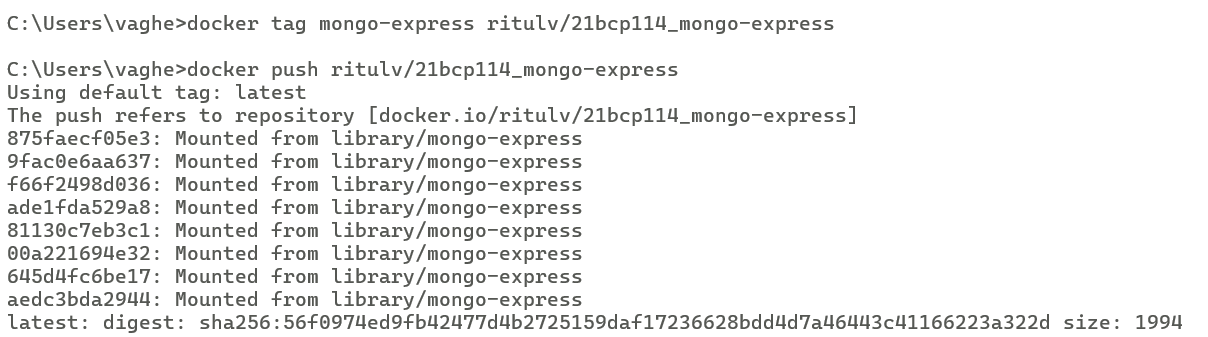 C:\Users\vaghe>docker tag mongo-express ritulv/21bcp114_mongo-express
C:\Users\vaghe>docker push ritulv/21bcp114_mongo-express
Using default tag: latest
The push refers to repository [docker.io/ritulv/21bcp114_mongo-express]
875faecf05e3: Mounted from library/mongo-express
9fac0e6aa637: Mounted from library/mongo-express
f66f2498d036: Mounted from library/mongo-express
ade1fda529a8: Mounted from library/mongo-express
81130c7eb3c1: Mounted from library/mongo-express
00a221694e32: Mounted from library/mongo-express
645d4fc6be17: Mounted from library/mongo-express
aedc3bda2944: Mounted from library/mongo-express
latest: digest: sha256:56f0974ed9fb42477d4b2725159daf17236628bdd4d7a46443c41166223a322d size: 1994